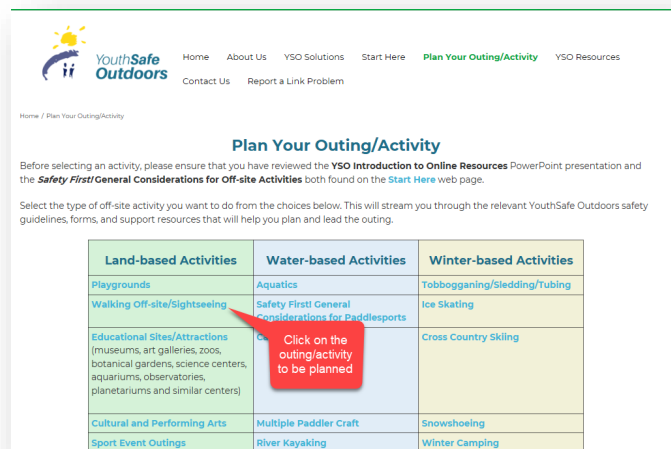 YouthSafe
Outdoors
Home About Us YSO Solutions Start Here Plan Your Outing/Activity YSO Resources
Contact Us Report a Link Problem
Home / Plan Your Outing/Activity
Plan Your Outing/Activity
Before selecting an activity, please ensure that you have reviewed the YSO Introduction to Online Resources PowerPoint presentation and
the Safety First! General Considerations for Off-site Activities both found on the Start Here web page.
Select the type of off-site activity you want to do from the choices below. This will stream you through the relevant YouthSafe Outdoors safety
guidelines, forms, and support resources that will help you plan and lead the outing.
Land-based Activities Water-based Activities Winter-based Activities
Playgrounds Aquatics Tobbogganing/Sledding/Tubing
Walking Off-site/Sightseeing Safety First! General Ice Skating
Considerations for Paddlesports
Educational Sites/Attractions Cross Country Skiing
(museums, art galleries, zoos,
botanical gardens, science centers,
aquariums, observatories,
planetariums and similar centers)
Click on the
outing/activity
to be planned
Cultural and Performing Arts Multiple Paddler Craft Snowshoeing
Sport Event Outings River Kayaking Winter Camping